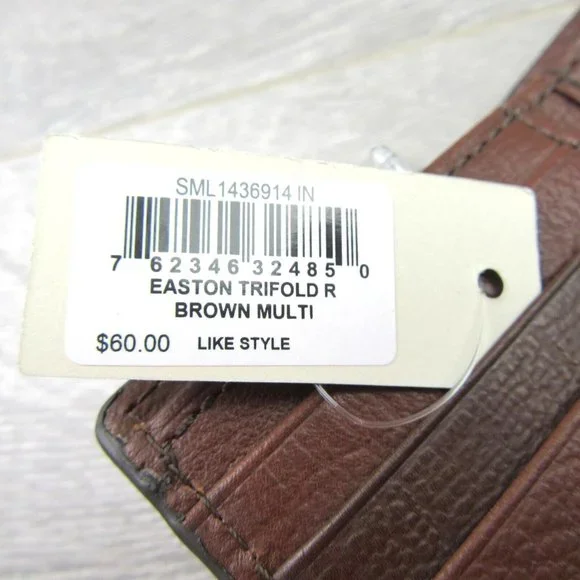 SML1436914 IN
7 62346 32485 0
EASTON TRIFOLD R
BROWN MULTI
$60.00 LIKE STYLE